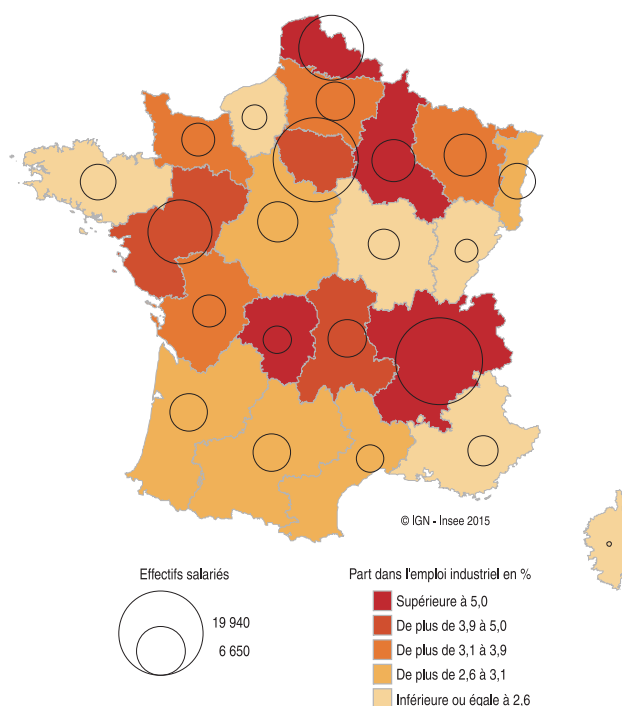 © IGN - Insee 2015
Effectifs salariés
19 940
6 650
Part dans l'emploi industriel en %
Supérieure à 5,0
De plus de 3,9 à 5,0
De plus de 3,1 à 3,9
De plus de 2,6 à 3,1
Inférieure ou égale à 2,6